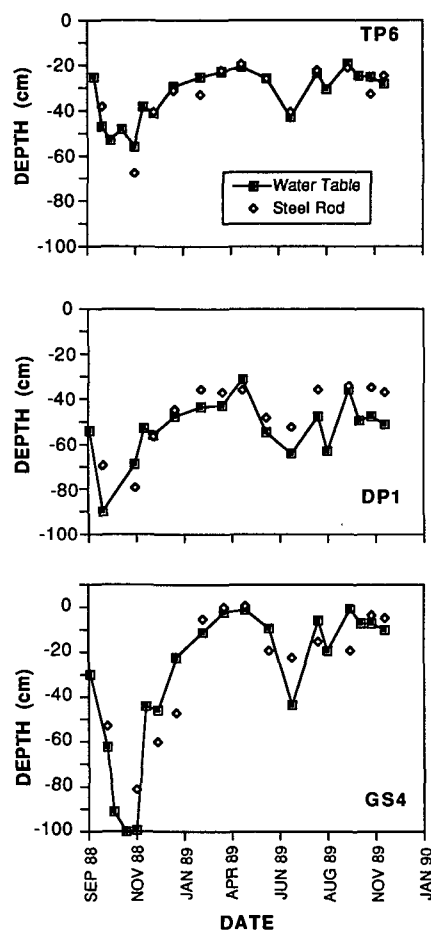 TP6
0
-20
-40
-60
-80
-100
DEPTH (cm)
Water Table
Steel Rod
0
-20
-40
-60
-80
-100
DEPTH (cm)
DP1
0
-20
-40
-60
-80
-100
DEPTH (cm)
GS4
SEP 88
NOV 88
JAN 89
APR 89
JUN 89
AUG 89
NOV 89
JAN 90
DATE